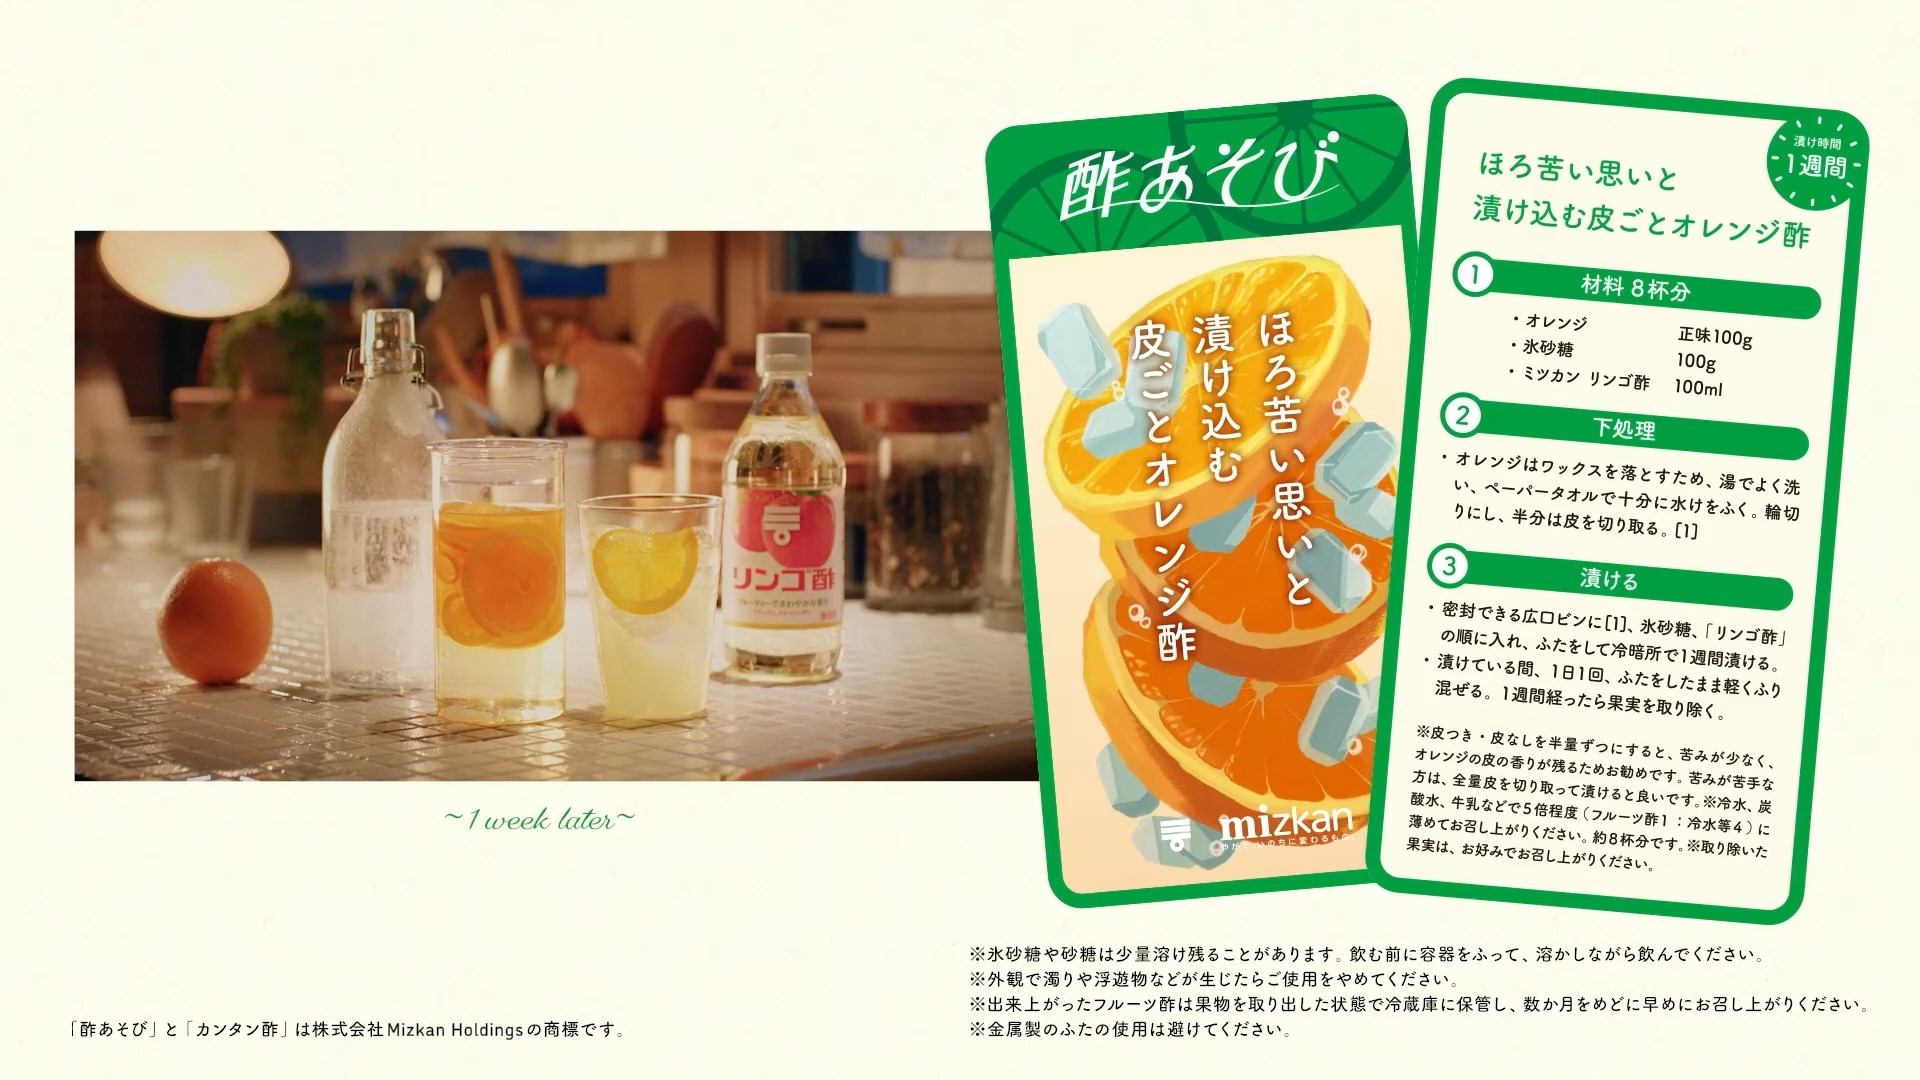 リンゴ酢
~1 week later~
「酢あそび」と「カンタン酢」は株式会社Mizkan Holdingsの商標です。
酢あそび
ほろ苦い思いと
漬け込む
皮ごとオレンジ酢
mizkan
やがて、いのちに変わるもの。
漬け時間
1週間
ほろ苦い思いと
漬け込む皮ごとオレンジ酢
1 材料 8杯分
・オレンジ 正味100g
・氷砂糖 100g
・ミツカン リンゴ酢 100ml
2 下処理
・オレンジはワックスを落とすため、湯でよく洗
い、ペーパータオルで十分に水けをふく。輪切
りにし、半分は皮を切り取る。[1]
3 漬ける
・密封できる広口ビンに[1]、氷砂糖、「リンゴ酢」
の順に入れ、ふたをして冷暗所で1週間漬ける。
・漬けている間、1日1回、ふたをしたまま軽くふり
混ぜる。1週間経ったら果実を取り除く。
※皮つき・皮なしを半量ずつにすると、苦みが少なく、
オレンジの皮の香りが残るためお勧めです。苦みが苦手な
方は、全量皮を切り取って漬けると良いです。※冷水、炭
酸水、牛乳などで5倍程度(フルーツ酢1:冷水等4)に
薄めてお召し上がりください。約8杯分です。※取り除いた
果実は、お好みでお召し上がりください。
※氷砂糖や砂糖は少量溶け残ることがあります。飲む前に容器をふって、溶かしながら飲んでください。
※外観で濁りや浮遊物などが生じたらご使用をやめてください。
※出来上がったフルーツ酢は果物を取り出した状態で冷蔵庫に保管し、数か月をめどに早めにお召し上がりください。
※金属製のふたの使用は避けてください。